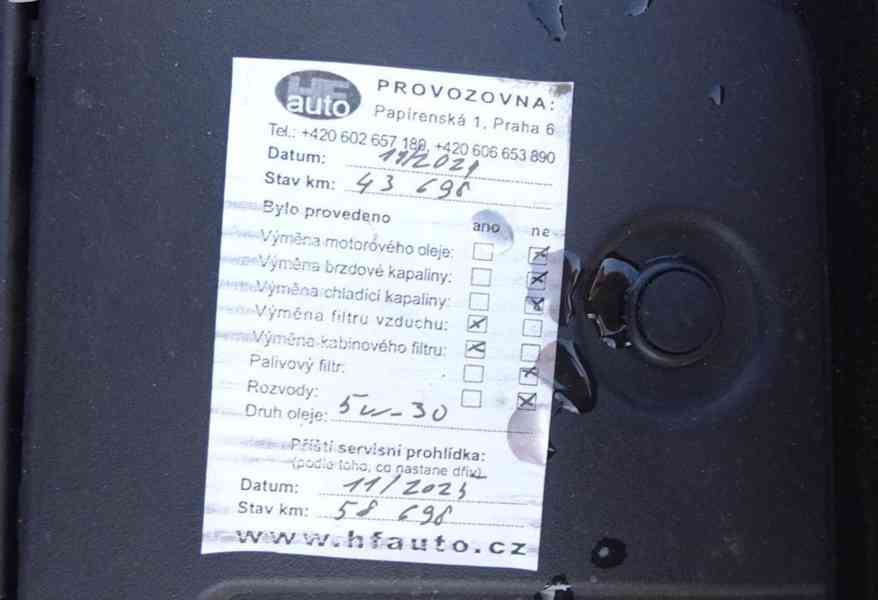 HF auto
PROVOZOVNA:
Papírenská 1, Praha 6
Tel.: +420 602 657 180, +420 606 653 890
Datum: 11/2021
Stav km: 43 698
Bylo provedeno ano ne
Výměna motorového oleje:
Výměna brzdové kapaliny:
Výměna chladící kapaliny:
Výměna filtru vzduchu:
Výměna kabinového filtru:
Palivový filtr:
Rozvody:
Druh oleje: 5w-30
Příští servisní prohlídka:
(podle toho, co nastane dřív)
Datum: 11/2023
Stav km: 58 698
www.hfauto.cz